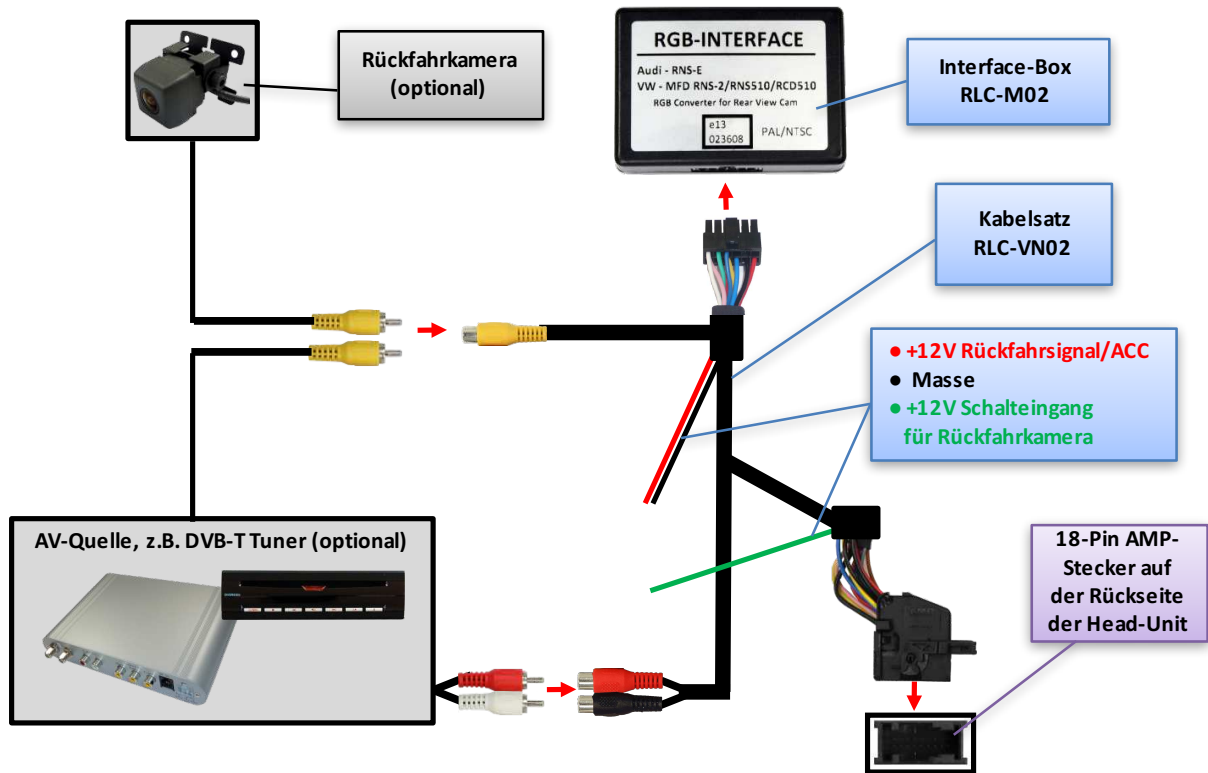 Rückfahrkamera
(optional)
RGB-INTERFACE
Audi - RNS-E
VW - MFD RNS-2/RNS510/RCD510
RGB Converter for Rear View Cam
e13
023608
PAL/NTSC
Interface-Box
RLC-M02
Kabelsatz
RLC-VN02
● +12V Rückfahrsignal/ACC
● Masse
● +12V Schalteingang
für Rückfahrkamera
AV-Quelle, z.B. DVB-T Tuner (optional)
18-Pin AMP-
Stecker auf
der Rückseite
der Head-Unit